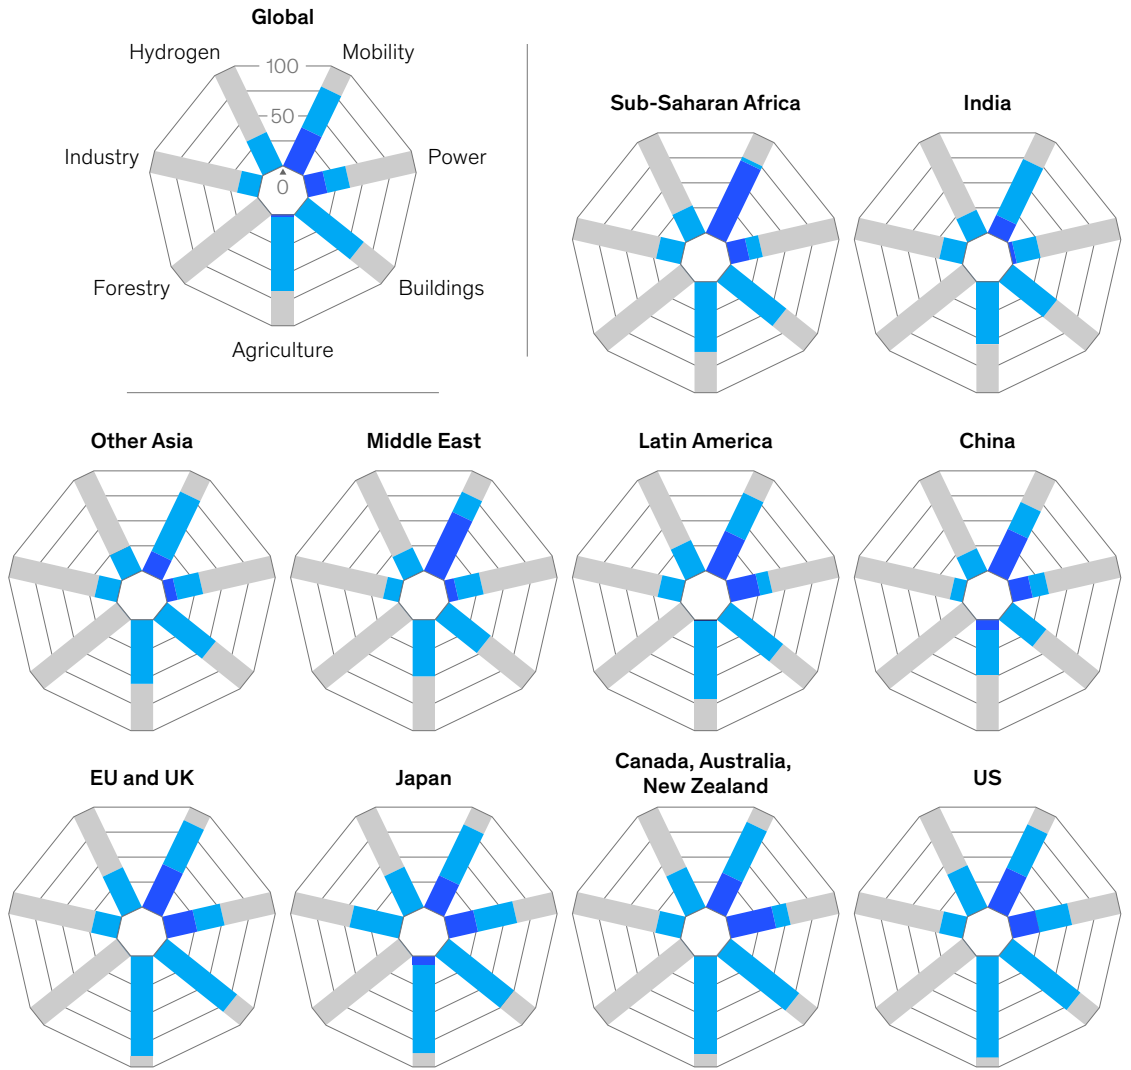 Global
Hydrogen
Mobility
100
50
Industry
Power
0
Forestry
Buildings
Agriculture
Sub-Saharan Africa
India
Other Asia
Middle East
Latin America
China
EU and UK
Japan
Canada, Australia,
New Zealand
US